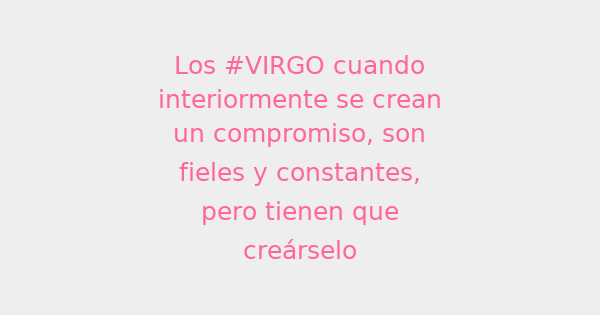 Los #VIRGO cuando
interiormente se crean
un compromiso, son
fieles y constantes,
pero tienen que
creárselo